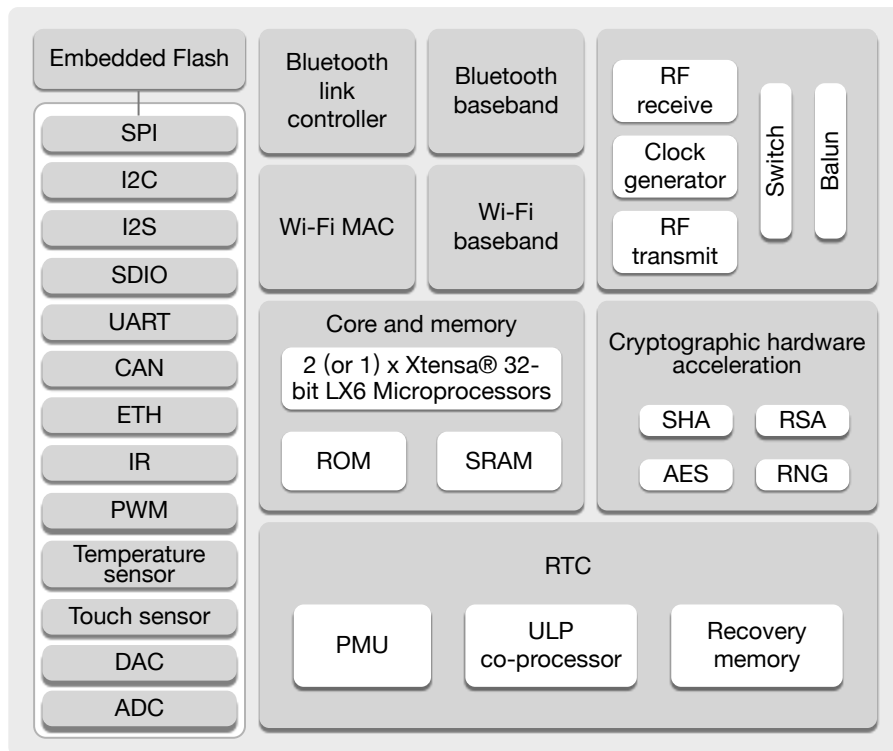 Embedded Flash
SPI
I2C
I2S
SDIO
UART
CAN
ETH
IR
PWM
Temperature
sensor
Touch sensor
DAC
ADC
Bluetooth
link
controller
Bluetooth
baseband
Wi-Fi MAC
Wi-Fi
baseband
RF
receive
Clock
generator
RF
transmit
Switch
Balun
Core and memory
2 (or 1) x Xtensa® 32-
bit LX6 Microprocessors
ROM
SRAM
Cryptographic hardware
acceleration
SHA
RSA
AES
RNG
RTC
PMU
ULP
co-processor
Recovery
memory